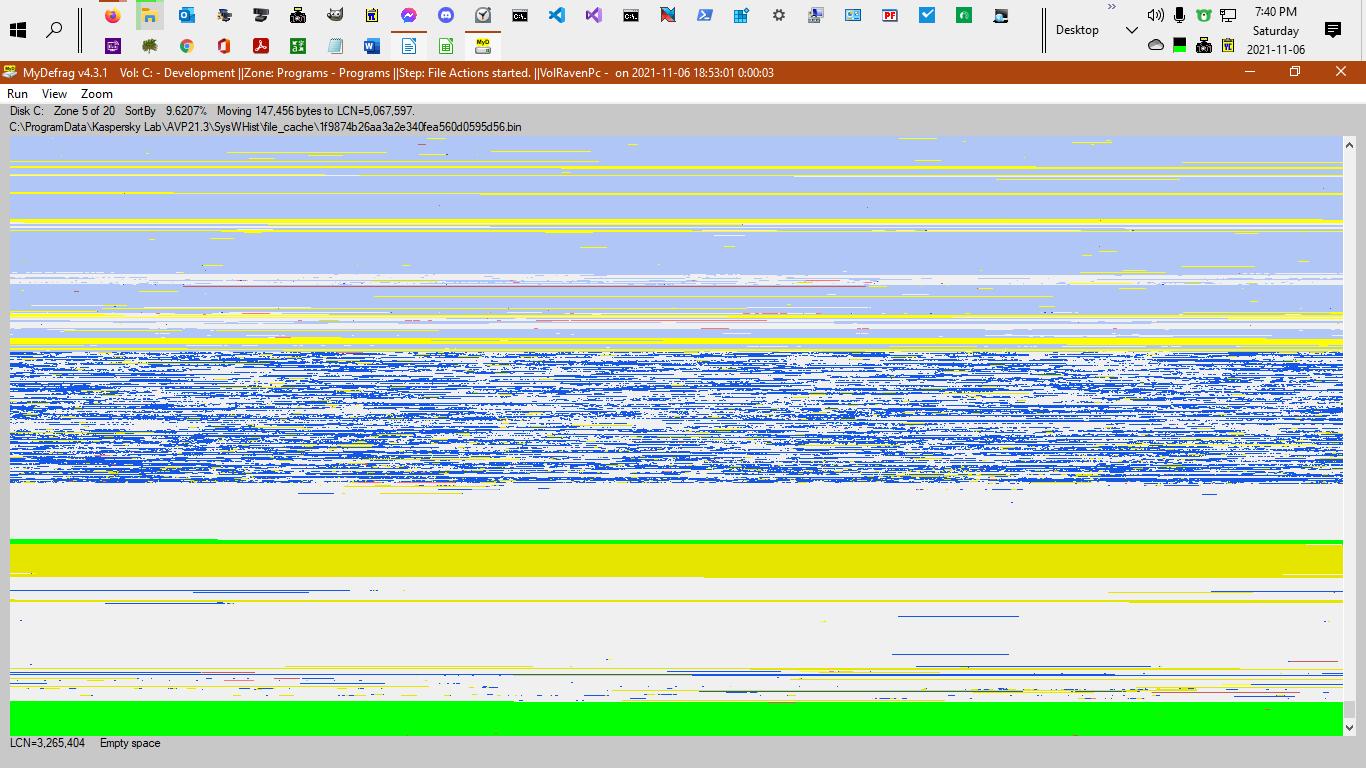 7:40 PM
Desktop
Saturday
2021-11-06
MyDefrag v4.3.1 Vol: C: - Development ||Zone: Programs - Programs ||Step: File Actions started. ||VolRavenPc - on 2021-11-06 18:53:01 0:00:03
Run View Zoom
Disk C: Zone 5 of 20 SortBy 9.6207% Moving 147,456 bytes to LCN=5,067,597.
C:\ProgramData\Kaspersky Lab\AVP21.3\SysWHist\file_cache\1f9874b26aa3a2e340fea560d0595d56.bin
LCN=3,265,404 Empty space